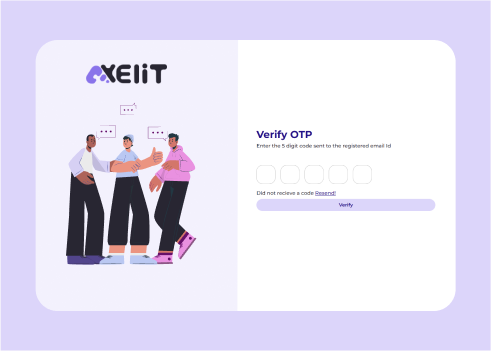 AXELiT
Verify OTP
Enter the 5 digit code sent to the registered email Id
Did not recieve a code Resend!
Verify